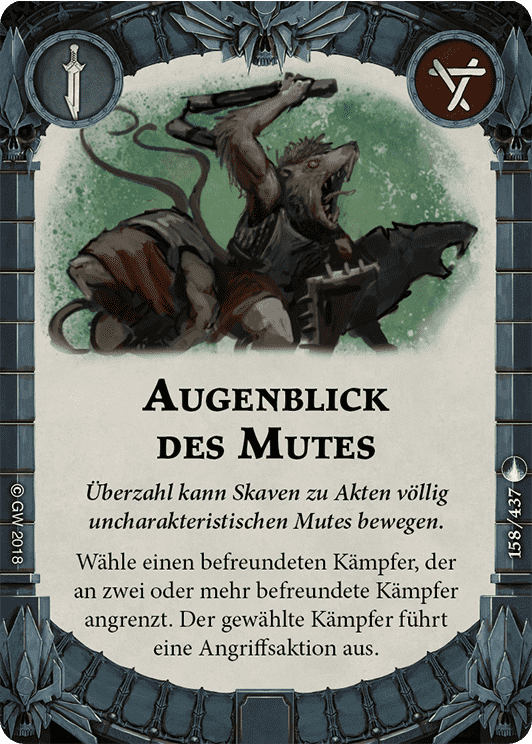 Augenblick
des Mutes
Überzahl kann Skaven zu Akten völlig
uncharakteristischen Mutes bewegen.
Wähle einen befreundeten Kämpfer, der
an zwei oder mehr befreundete Kämpfer
angrenzt. Der gewählte Kämpfer führt
eine Angriffsaktion aus.
© GW 2018
158/437